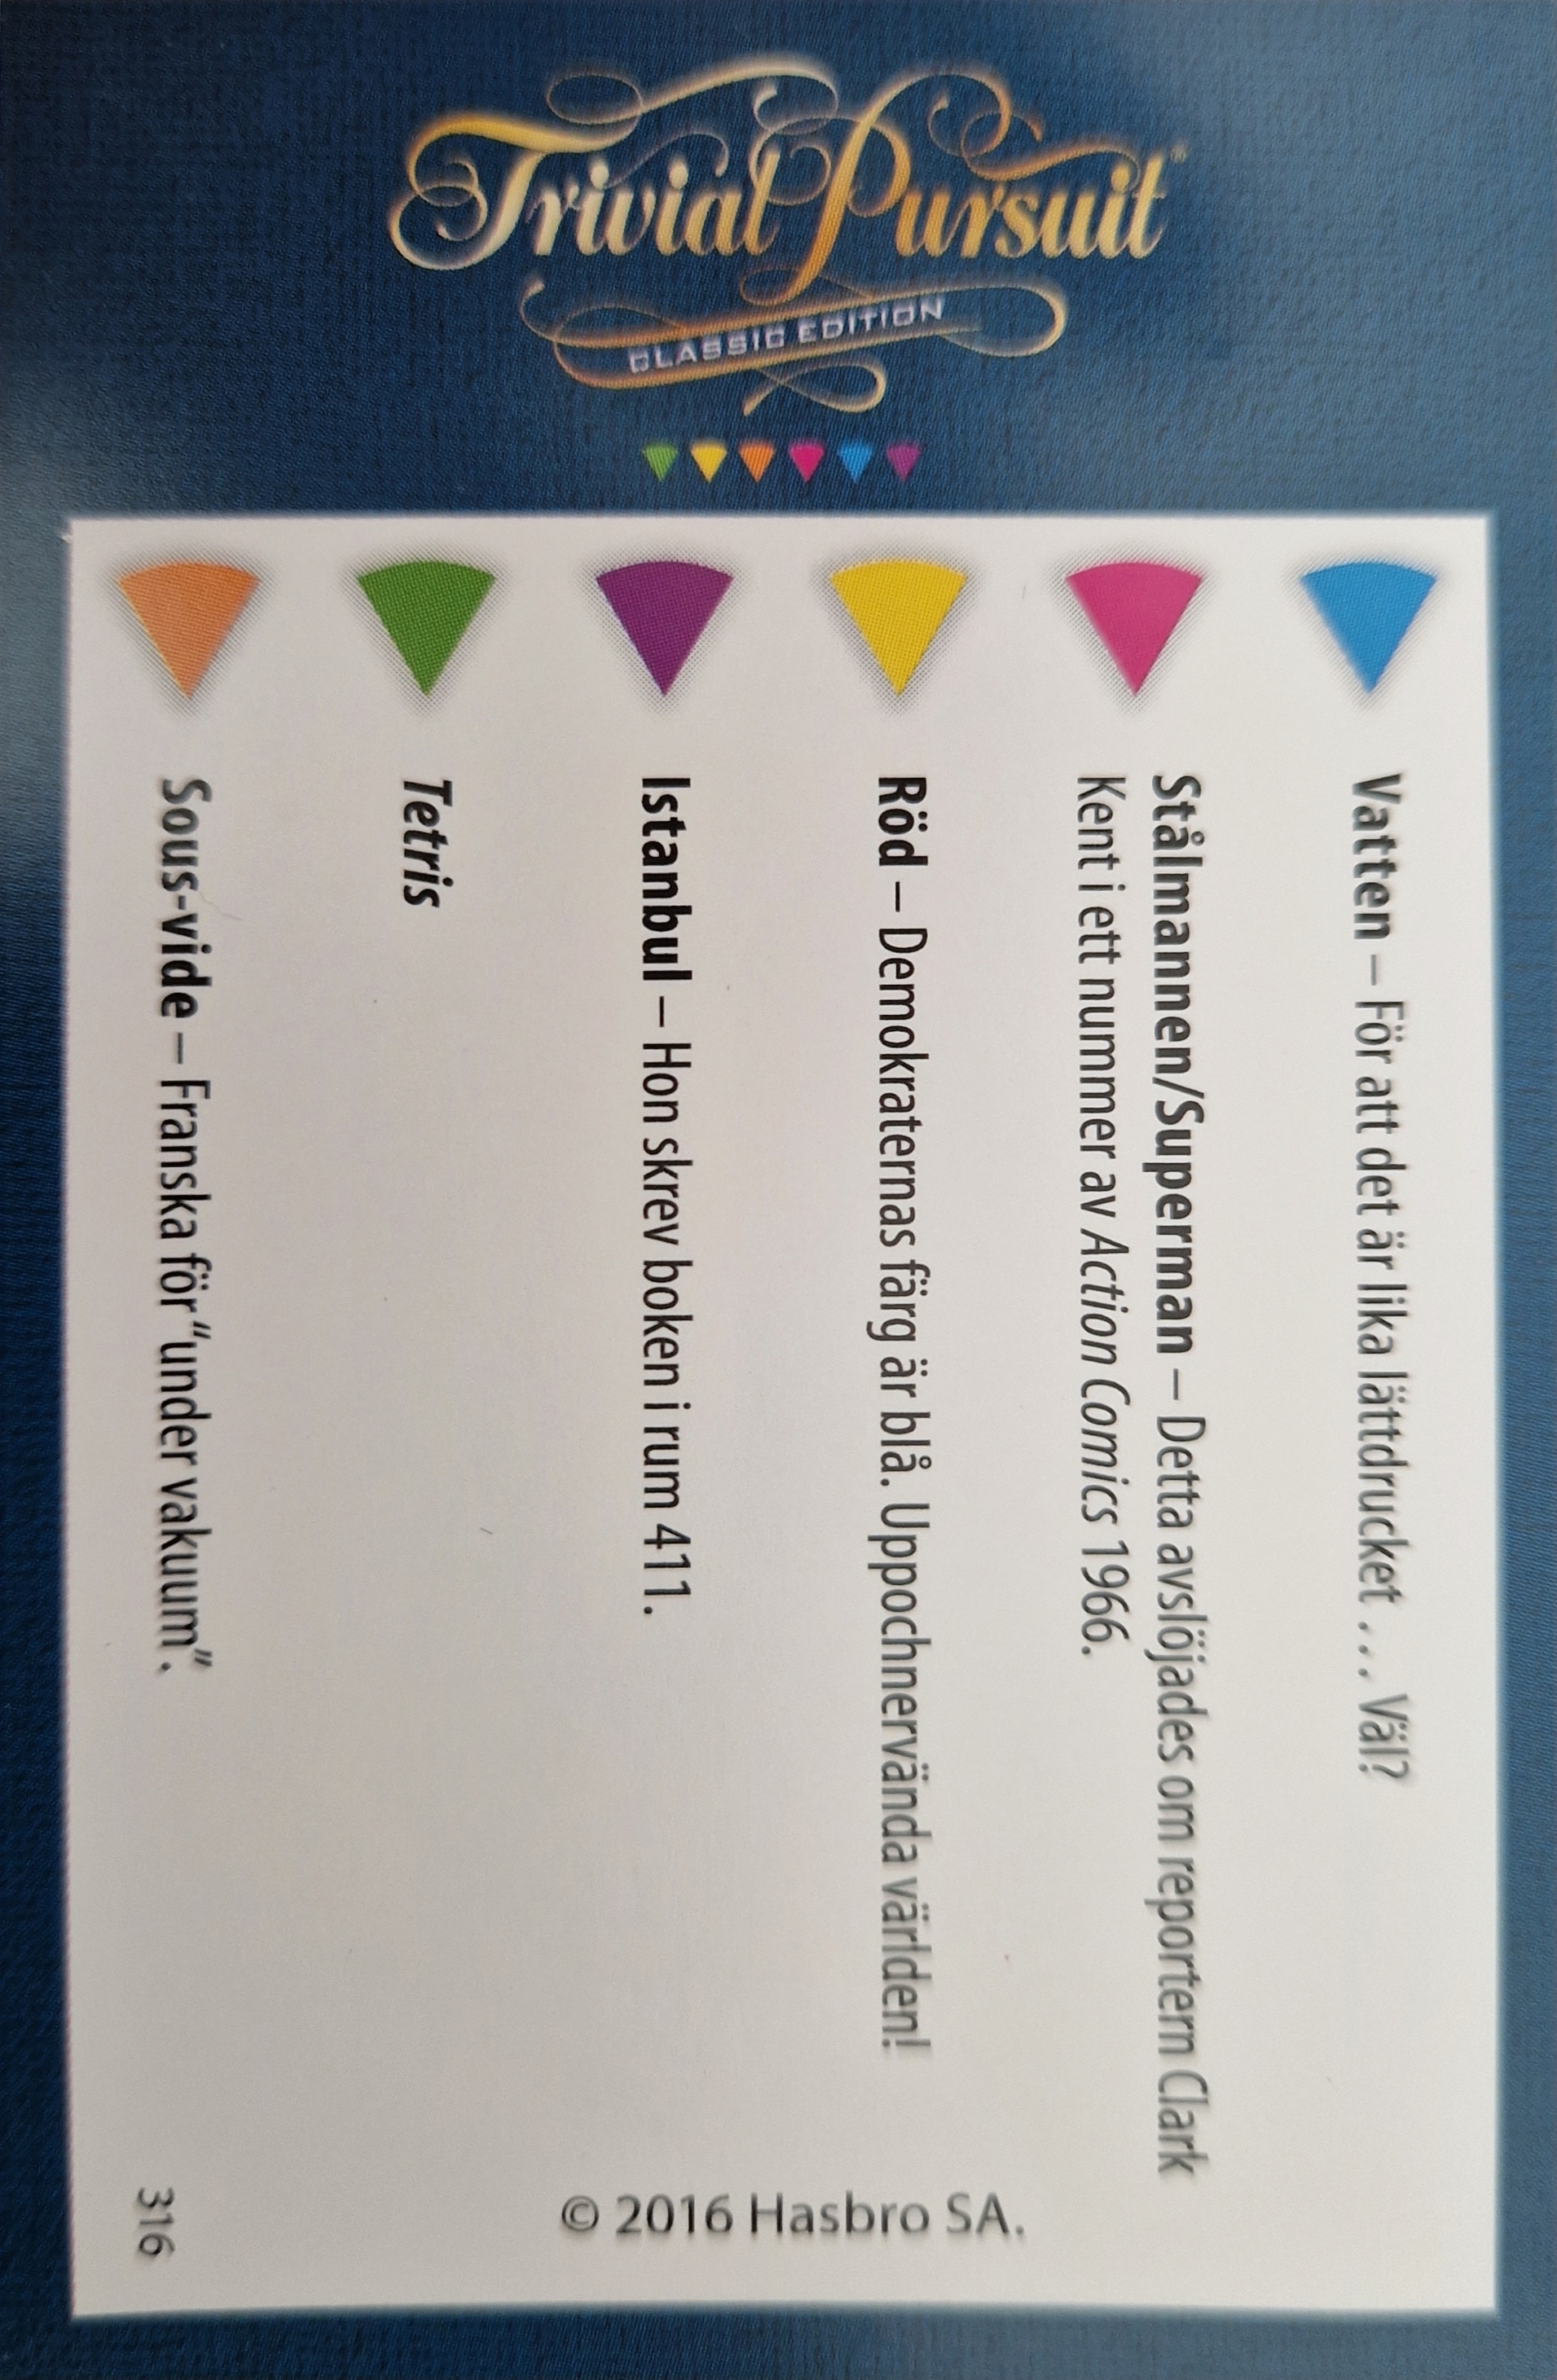 Trivial Pursuit®
CLASSIC EDITION
Vatten – För att det är lika lättdrucket . . . Väl?
Stålmannen/Superman – Detta avslöjades om reportern Clark
Kent i ett nummer av Action Comics 1966.
Röd – Demokraternas färg är blå. Uppochnervända världen!
Istanbul – Hon skrev boken i rum 411.
Tetris
Sous-vide – Franska för “under vakuum”.
© 2016 Hasbro SA.
316